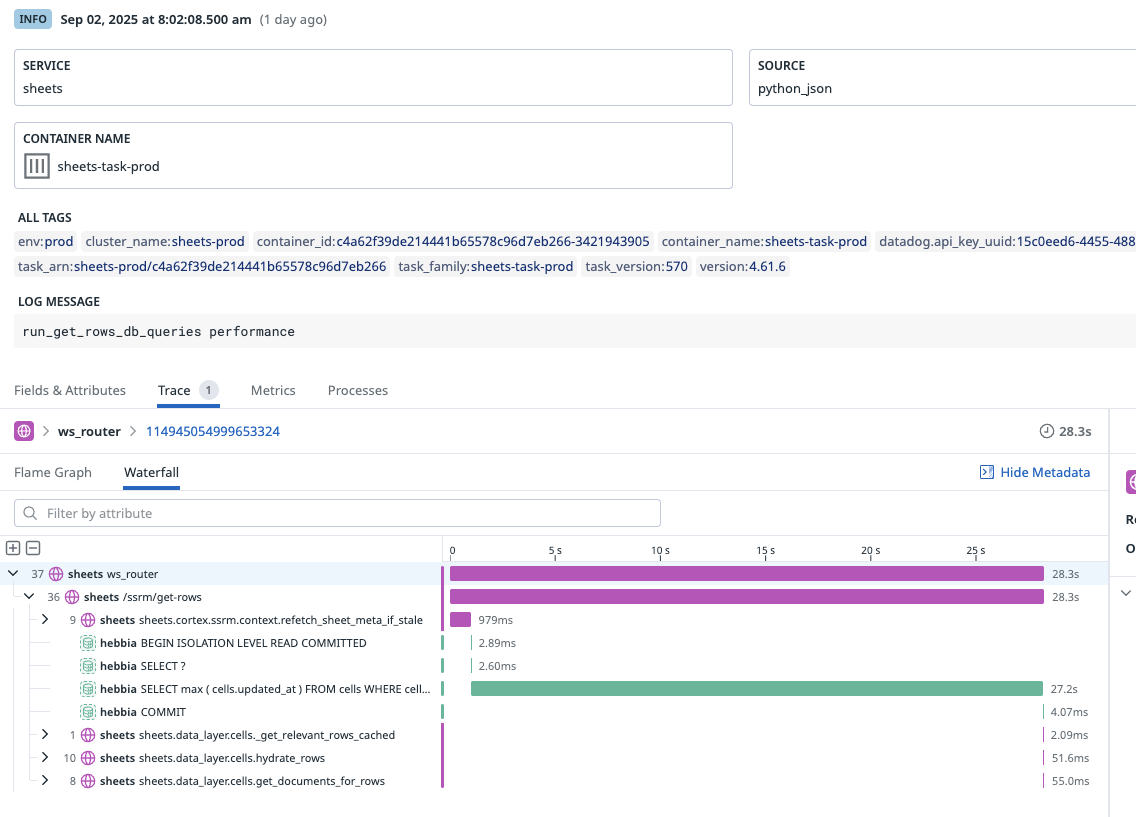 INFO Sep 02, 2025 at 8:02:08.500 am (1 day ago)
SERVICE
sheets
SOURCE
python_json
CONTAINER NAME
sheets-task-prod
ALL TAGS
env:prod cluster_name:sheets-prod container_id:c4a62f39de214441b65578c96d7eb266-3421943905 container_name:sheets-task-prod datadog.api_key_uuid:15c0eed6-4455-488
task_arn:sheets-prod/c4a62f39de214441b65578c96d7eb266 task_family:sheets-task-prod task_version:570 version:4.61.6
LOG MESSAGE
run_get_rows_db_queries performance
Fields & Attributes Trace 1 Metrics Processes
ws_router 114945054999653324 28.3s
Flame Graph Waterfall Hide Metadata
Filter by attribute
0 5 s 10 s 15 s 20 s 25 s
37 sheets ws_router 28.3s
36 sheets /ssrm/get-rows 28.3s
9 sheets sheets.cortex.ssrm.context.refetch_sheet_meta_if_stale 979ms
hebbia BEGIN ISOLATION LEVEL READ COMMITTED 2.89ms
hebbia SELECT ? 2.60ms
hebbia SELECT max ( cells.updated_at ) FROM cells WHERE cell... 27.2s
hebbia COMMIT 4.07ms
1 sheets sheets.data_layer.cells._get_relevant_rows_cached 2.09ms
10 sheets sheets.data_layer.cells.hydrate_rows 51.6ms
8 sheets sheets.data_layer.cells.get_documents_for_rows 55.0ms